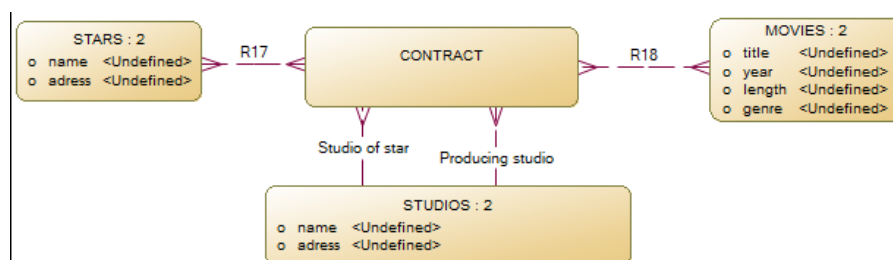 STARS : 2
o name <Undefined>
o adress <Undefined>
R17
CONTRACT
R18
MOVIES : 2
o title <Undefined>
o year <Undefined>
o length <Undefined>
o genre <Undefined>
Studio of star
Producing studio
STUDIOS : 2
o name <Undefined>
o adress <Undefined>